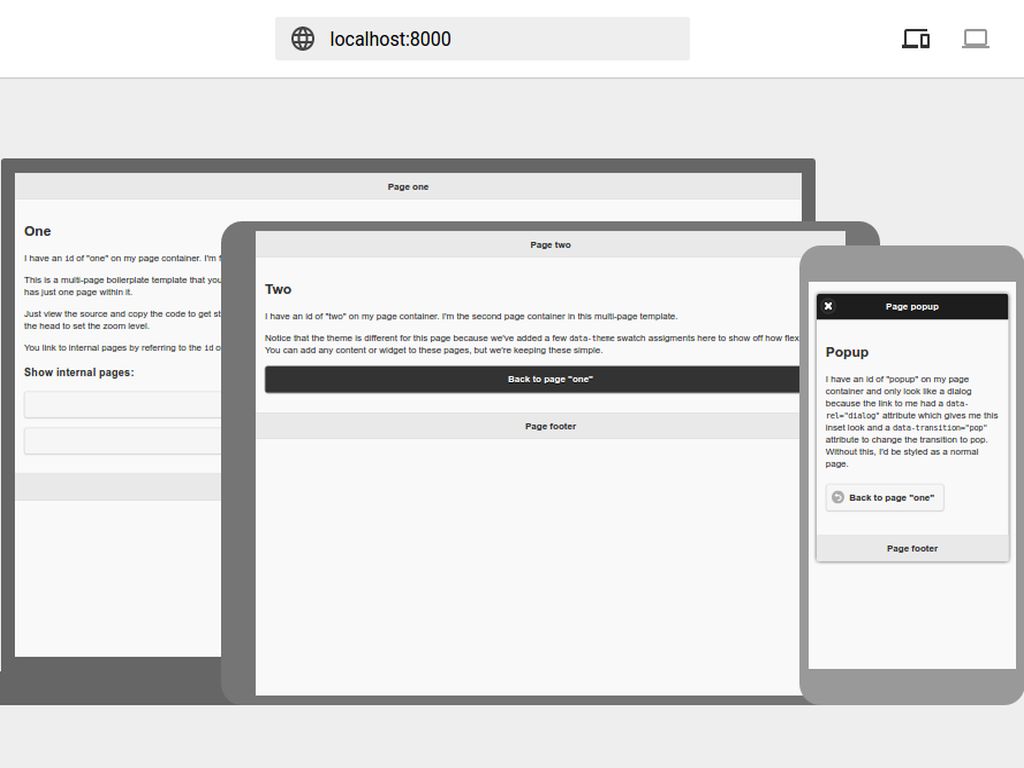 localhost:8000
Page one
One
I have an id of "one" on my page container. I'm
This is a multi-page boilerplate template that you
has just one page within it.
Just view the source and copy the code to get
the head to set the zoom level.
You link to internal pages by referring to the id
Show internal pages:
Page two
Two
I have an id of "two" on my page container. I'm the second page container in this multi-page template.
Notice that the theme is different for this page because we've added a few data-theme swatch assigments here to show off how
You can add any content or widget to these pages, but we're keeping these simple.
Back to page "one"
Page footer
Page popup
Popup
I have an id of "popup" on my page
container and only look like a dialog
because the link to me had a data-
rel="dialog" attribute which gives me this
inset look and a data-transition="pop"
attribute to change the transition to pop.
Without this, I'd be styled as a normal
page.
Back to page "one"
Page footer